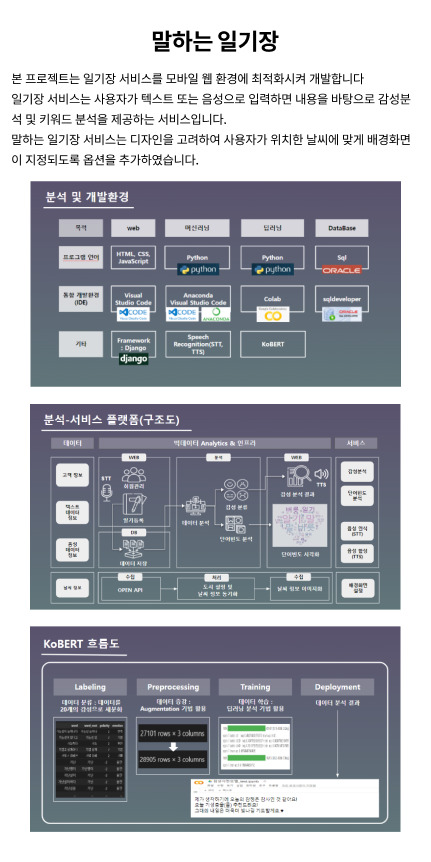 말하는 일기장
본 프로젝트는 일기장 서비스를 모바일 웹 환경에 최적화시켜 개발합니다
일기장 서비스는 사용자가 텍스트 또는 음성으로 입력하면 내용을 바탕으로 감성분
석 및 키워드 분석을 제공하는 서비스입니다.
말하는 일기장 서비스는 디자인을 고려하여 사용자가 위치한 날씨에 맞게 배경화면
이 지정되도록 옵션을 추가하였습니다.
분석 및 개발환경
목적 web 머신러닝 딥러닝 DataBase
프로그램 언어 HTML, CSS, JavaScript Python Python Sql
python python ORACLE
통합 개발환경 (IDE) Visual Studio Code Anaconda Visual Studio Code Colab sqldeveloper
기타 Framework : Django Speech Recognition(STT, TTS) KoBERT
django
분석-서비스 플랫폼(구조도)
데이터 빅데이터 Analytics & 인프라 서비스
WEB 분석 WEB
고객 정보 회원관리 감성 분류 감성 분석 결과 감성분석
STT TTS
텍스트 데이터 정보 일기등록 데이터 분석 단어빈도 분석 단어빈도 시각화 단어빈도 분석
음성 데이터 정보 DB 데이터 저장 음성 인식 (STT)
음성 합성 (TTS)
수집 처리 수집
날씨 정보 OPEN API 도시 설정 및 날씨 정보 동기화 날씨 정보 이미지화 배경화면 설정
KoBERT 흐름도
Labeling Preprocessing Training Deployment
데이터 분류 : 데이터를 20개의 감성으로 세분화
데이터 증강 : Augmentation 기법 활용
데이터 학습 : 딥러닝 분석 기법 활용
데이터 분석 결과
27101 rows × 3 columns
28905 rows × 3 columns